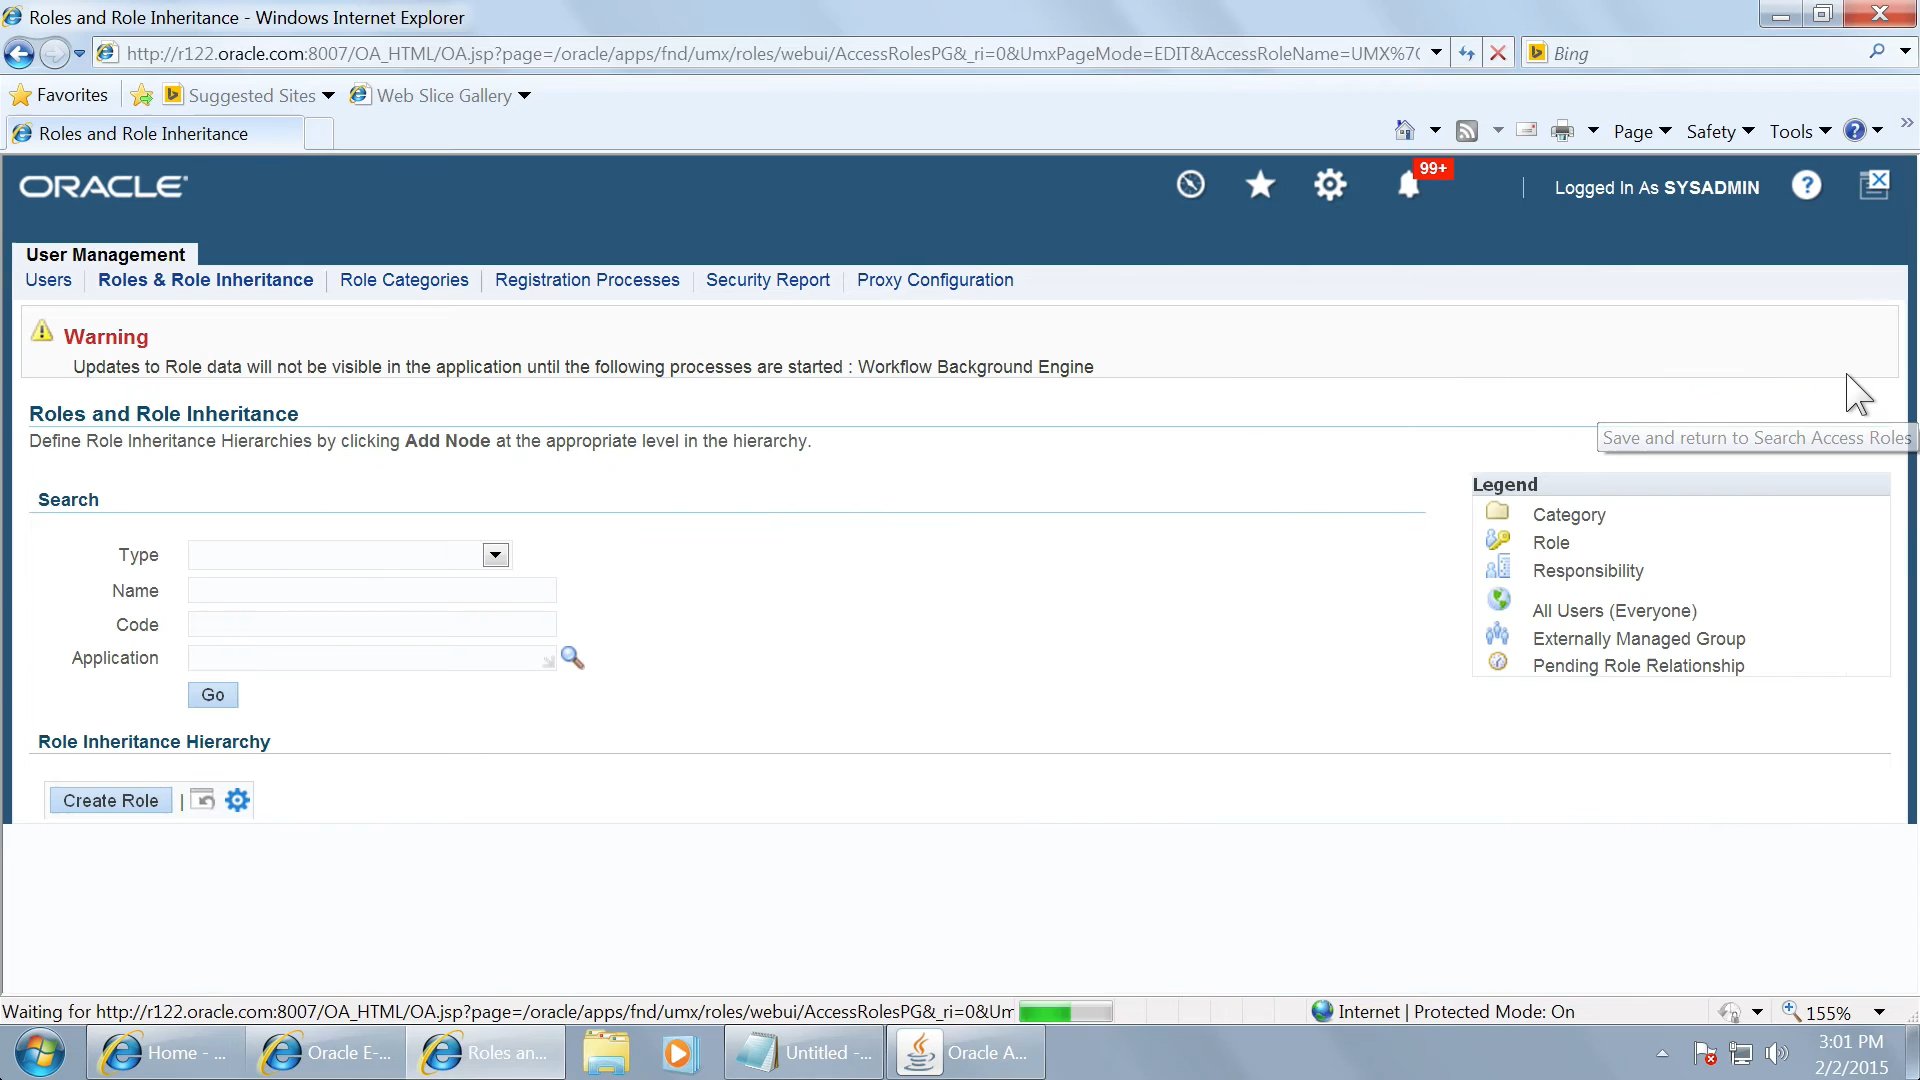 Roles and Role Inheritance - Windows Internet Explorer
http://r122.oracle.com:8007/OA_HTML/OA.jsp?page=/oracle/apps/fnd/umx/roles/webui/AccessRolesPG&_ri=0&UmxPageMode=EDIT&AccessRoleName=UMX%7C
Bing
Favorites
Suggested Sites
Web Slice Gallery
Roles and Role Inheritance
Page
Safety
Tools
ORACLE
99+
Logged In As SYSADMIN
User Management
Users
Roles & Role Inheritance
Role Categories
Registration Processes
Security Report
Proxy Configuration
Warning
Updates to Role data will not be visible in the application until the following processes are started : Workflow Background Engine
Roles and Role Inheritance
Define Role Inheritance Hierarchies by clicking Add Node at the appropriate level in the hierarchy.
Save and return to Search Access Roles
Search
Legend
Category
Role
Responsibility
All Users (Everyone)
Externally Managed Group
Pending Role Relationship
Type
Name
Code
Application
Go
Role Inheritance Hierarchy
Create Role |
Waiting for http://r122.oracle.com:8007/OA_HTML/OA.jsp?page=/oracle/apps/fnd/umx/roles/webui/AccessRolesPG&_ri=0&Um
Internet | Protected Mode: On
155%
Home - ...
Oracle E-...
Roles an...
Untitled -...
Oracle A...
3:01 PM
2/2/2015